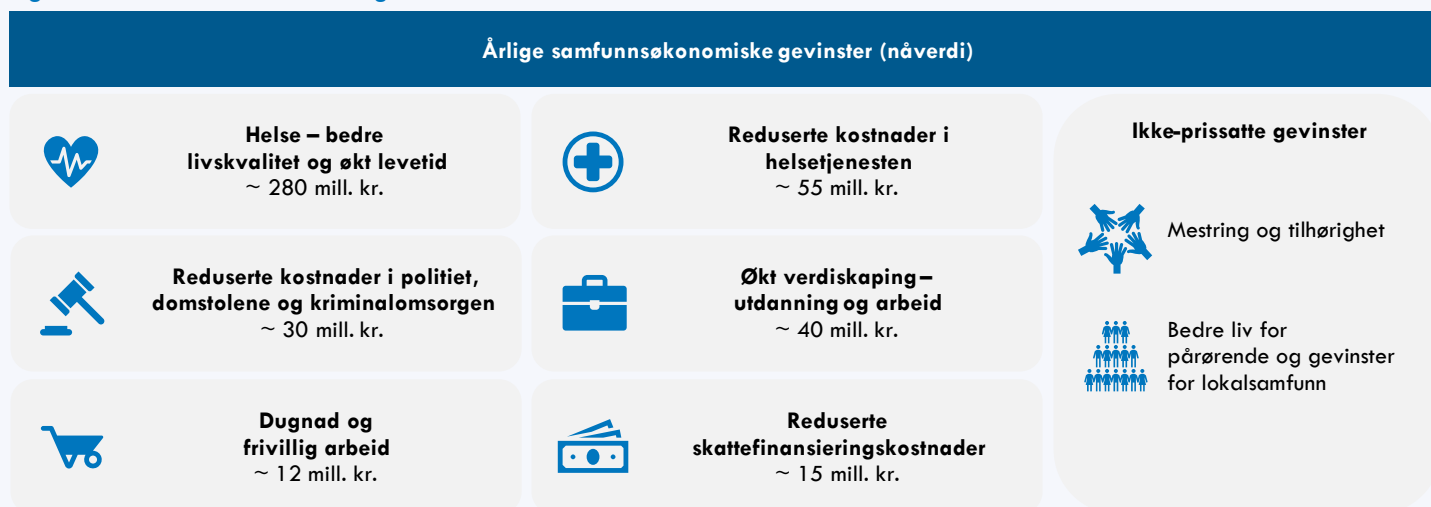 Årlige samfunnsøkonomiske gevinster (nåverdi)
Helse – bedre
livskvalitet og økt levetid
~ 280 mill. kr.
Reduserte kostnader i
helsetjenesten
~ 55 mill. kr.
Reduserte kostnader i politiet,
domstolene og kriminalomsorgen
~ 30 mill. kr.
Økt verdiskaping –
utdanning og arbeid
~ 40 mill. kr.
Dugnad og
frivillig arbeid
~ 12 mill. kr.
Reduserte
skattefinansieringskostnader
~ 15 mill. kr.
Ikke-prissatte gevinster
Mestring og tilhørighet
Bedre liv for
pårørende og gevinster
for lokalsamfunn